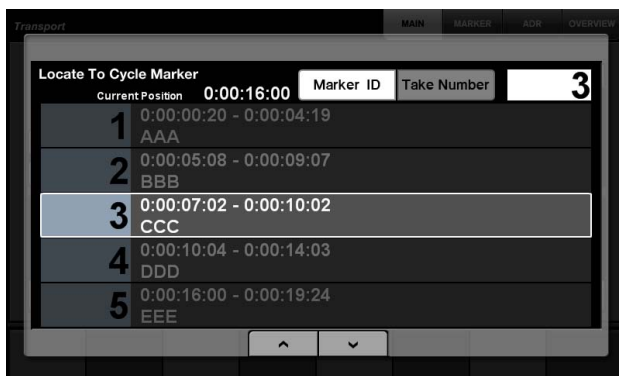 Transport MAIN MARKER ADR OVERVIEW
Locate To Cycle Marker
Current Position 0:00:16:00 Marker ID Take Number 3
1 0:00:00:20 - 0:00:04:19
AAA
2 0:00:05:08 - 0:00:09:07
BBB
3 0:00:07:02 - 0:00:10:02
CCC
4 0:00:10:04 - 0:00:14:03
DDD
5 0:00:16:00 - 0:00:19:24
EEE